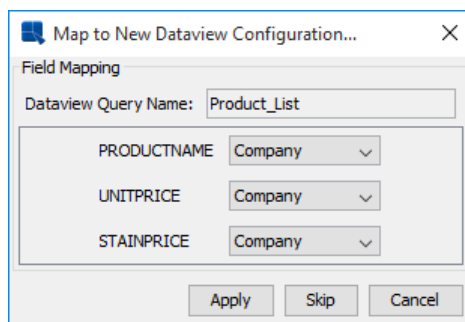 Map to New Dataview Configuration...
Field Mapping
Dataview Query Name: Product_List
PRODUCTNAME Company
UNITPRICE Company
STAINPRICE Company
Apply Skip Cancel